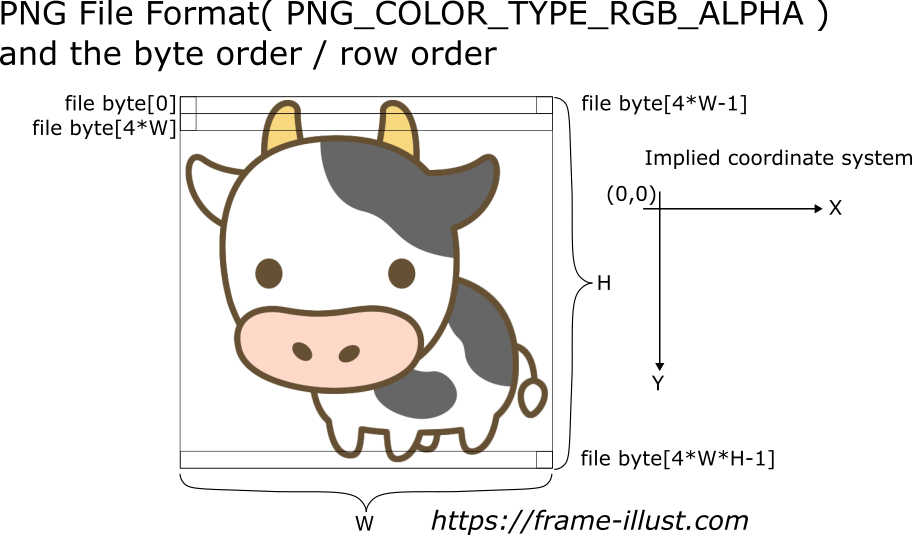 PNG File Format( PNG_COLOR_TYPE_RGB_ALPHA )
and the byte order / row order
file byte[0]
file byte[4*W-1]
file byte[4*W]
Implied coordinate system
(0,0)
X
H
Y
file byte[4*W*H-1]
W
https://frame-illust.com